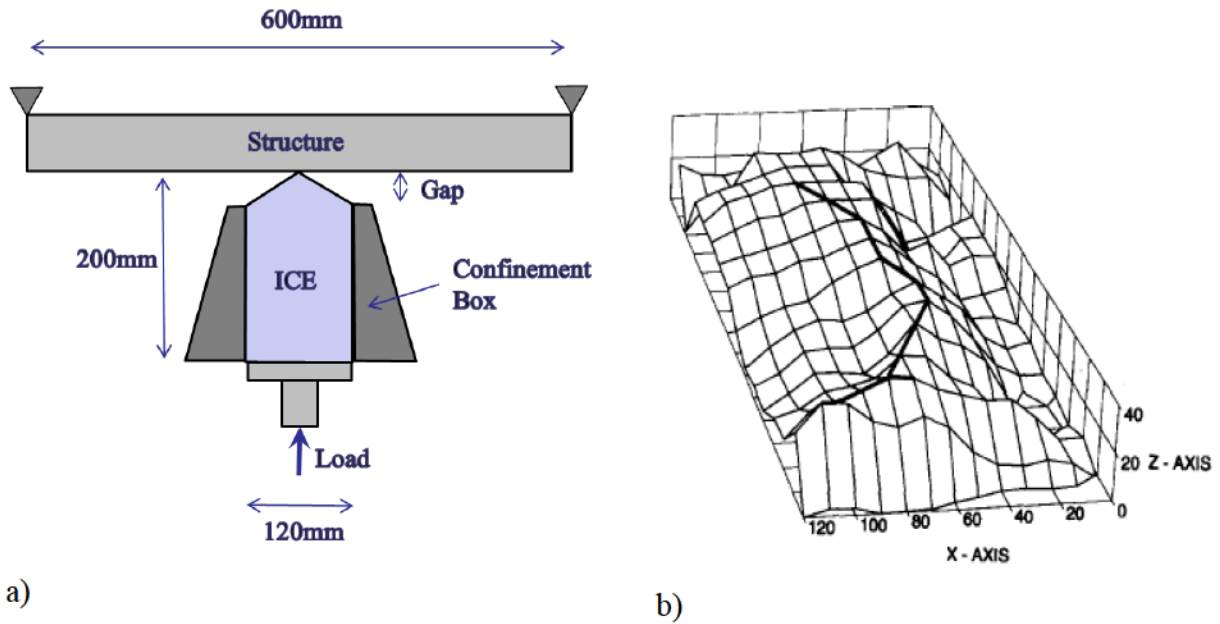 600mm
Structure
Gap
200mm
ICE
Confinement
Box
Load
120mm
a)
40
20
Z - AXIS
0
120
100
80
60
40
20
X - AXIS
b)